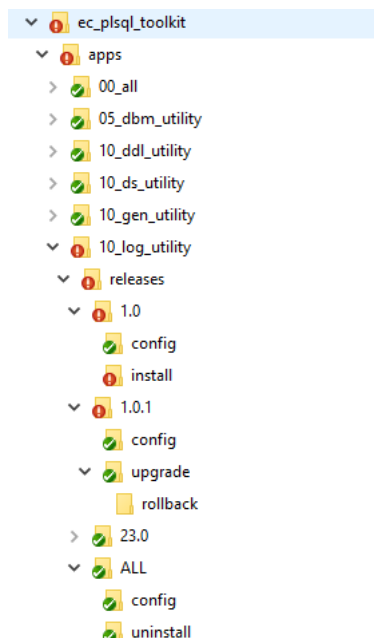 ec_plsql_toolkit
apps
00_all
05_dbm_utility
10_ddl_utility
10_ds_utility
10_gen_utility
10_log_utility
releases
1.0
config
install
1.0.1
config
upgrade
rollback
23.0
ALL
config
uninstall